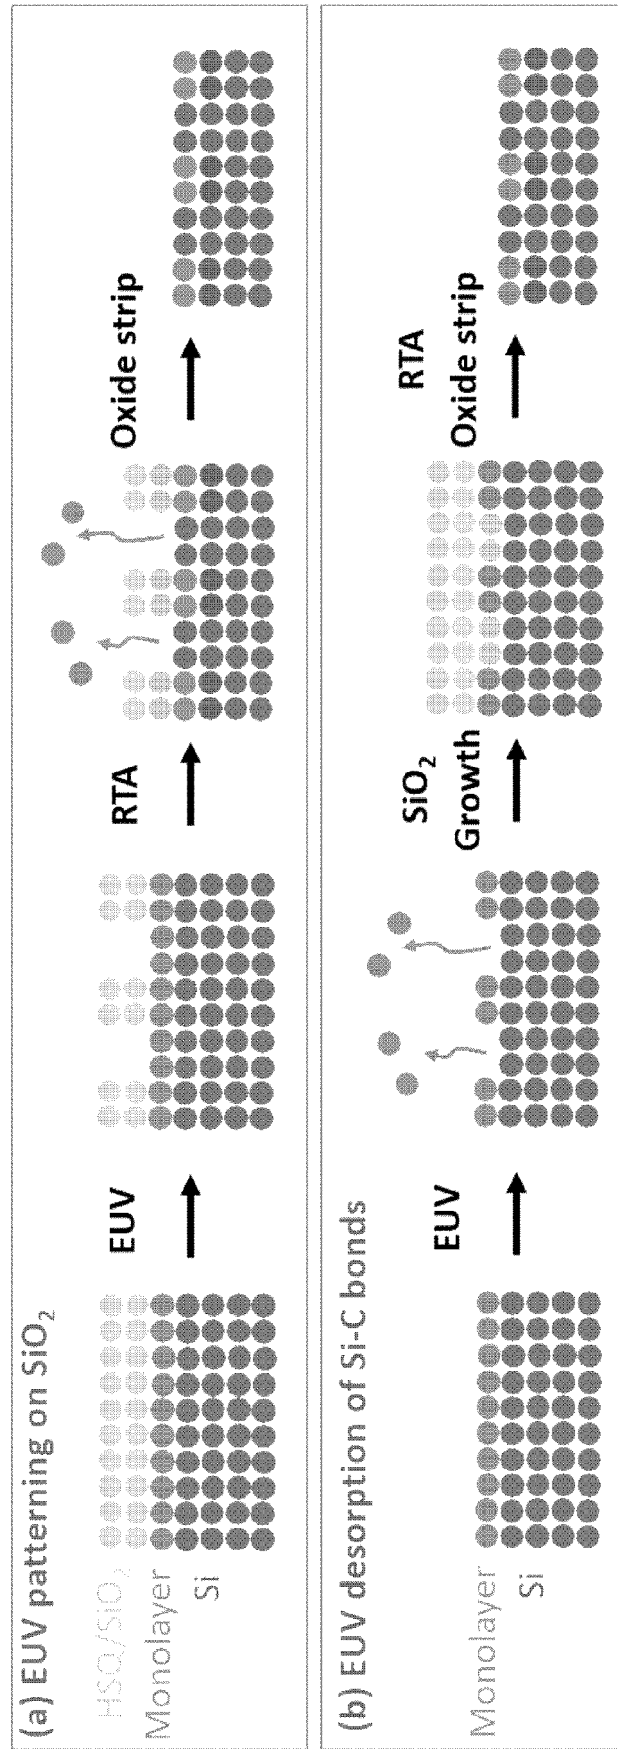 (a) EUV patterning on SiO₂
HSQ/SiO₂
Monolayer
Si
EUV
RTA
Oxide strip
(b) EUV desorption of Si-C bonds
Monolayer
Si
EUV
SiO₂
Growth
RTA
Oxide strip